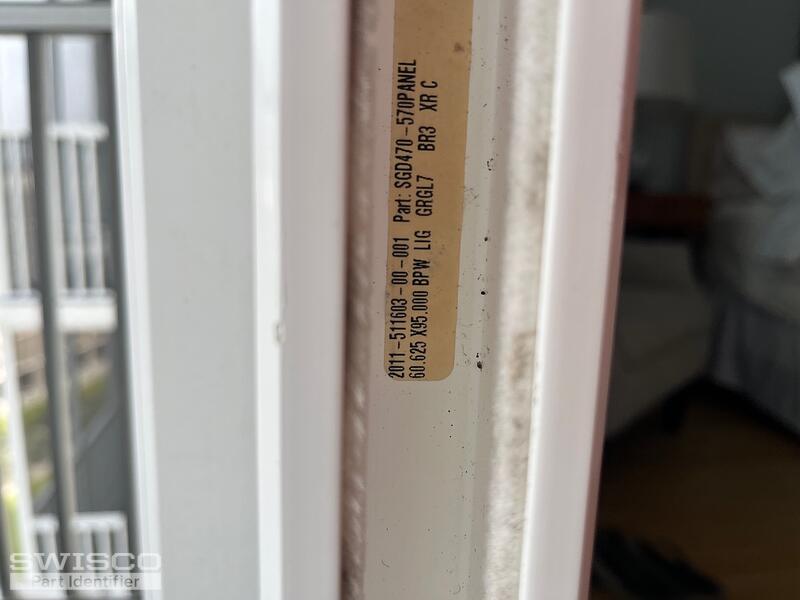 2011-511603-00-001 Part: SGD470-570PANEL
60.625 X95.000 BPW LIG GRGL7 BR3 XR C
SWISCO
Part Identifier